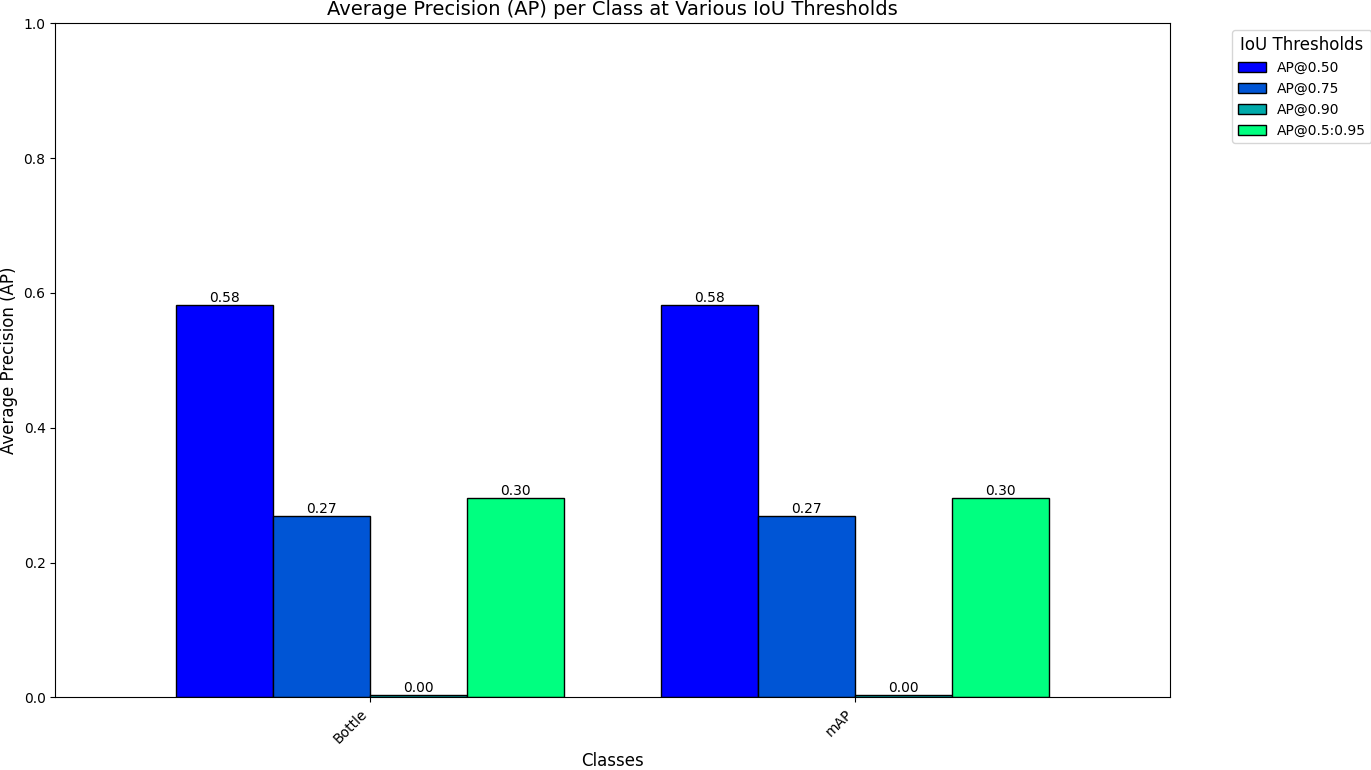 Average Precision (AP) per Class at Various IoU Thresholds
1.0
0.8
0.6
0.4
0.2
0.0
Average Precision (AP)
0.58
0.27
0.00
0.30
0.58
0.27
0.00
0.30
Bottle
mAP
Classes
IoU Thresholds
AP@0.50
AP@0.75
AP@0.90
AP@0.5:0.95